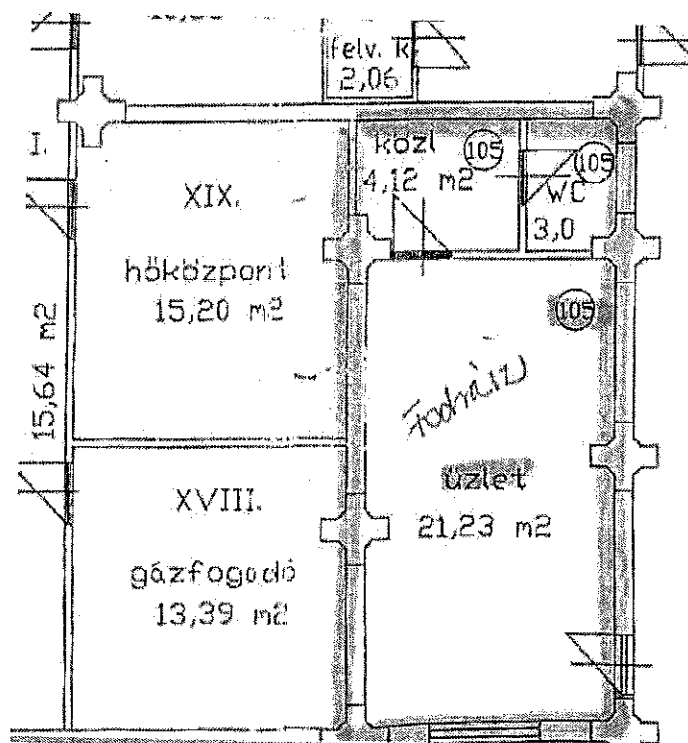 felv. k
2,06
I.
közl
105
4,12 m2
105
WC
3,0
XIX.
hőközpont
15,20 m2
105
15,64 m2
Fodrász
üzlet
21,23 m2
XVIII.
gázfogadó
13,39 m2